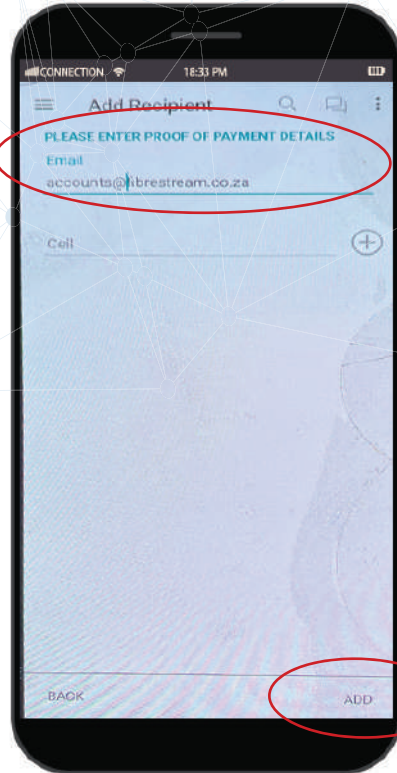 CONNECTION 18:33 PM
Add Recipient
PLEASE ENTER PROOF OF PAYMENT DETAILS
Email
accounts@fibrestream.co.za
Cell
BACK ADD